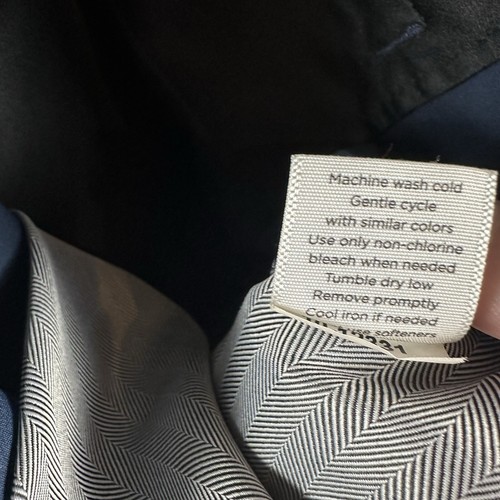 Machine wash cold
Gentle cycle
with similar colors
Use only non-chlorine
bleach when needed
Tumble dry low
Remove promptly
Cool iron if needed
softeners